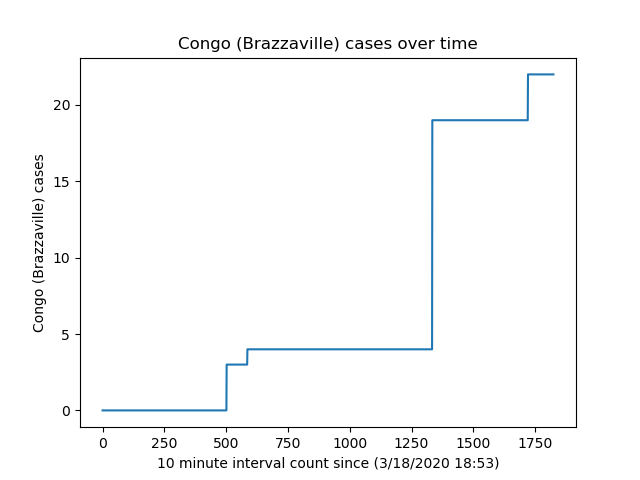 Congo (Brazzaville) cases over time
Congo (Brazzaville) cases
20
15
10
5
0
0 250 500 750 1000 1250 1500 1750
10 minute interval count since (3/18/2020 18:53)